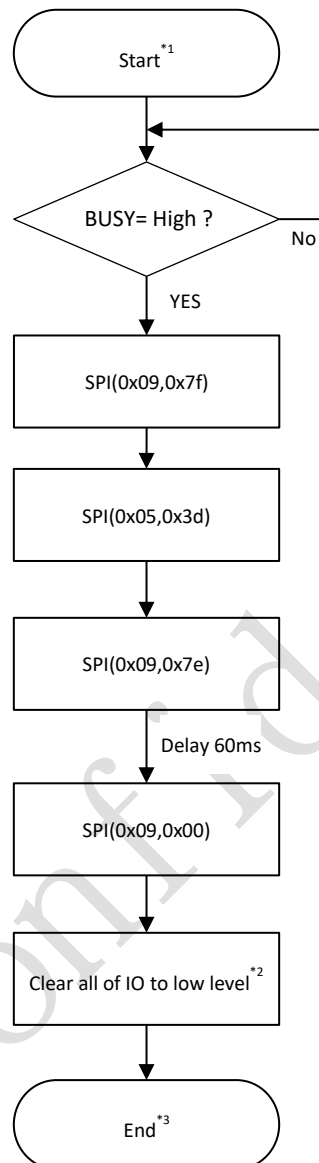 Start*1
BUSY= High ?
No
YES
SPI(0x09,0x7f)
SPI(0x05,0x3d)
SPI(0x09,0x7e)
Delay 60ms
SPI(0x09,0x00)
Clear all of IO to low level*2
End*3
onfid